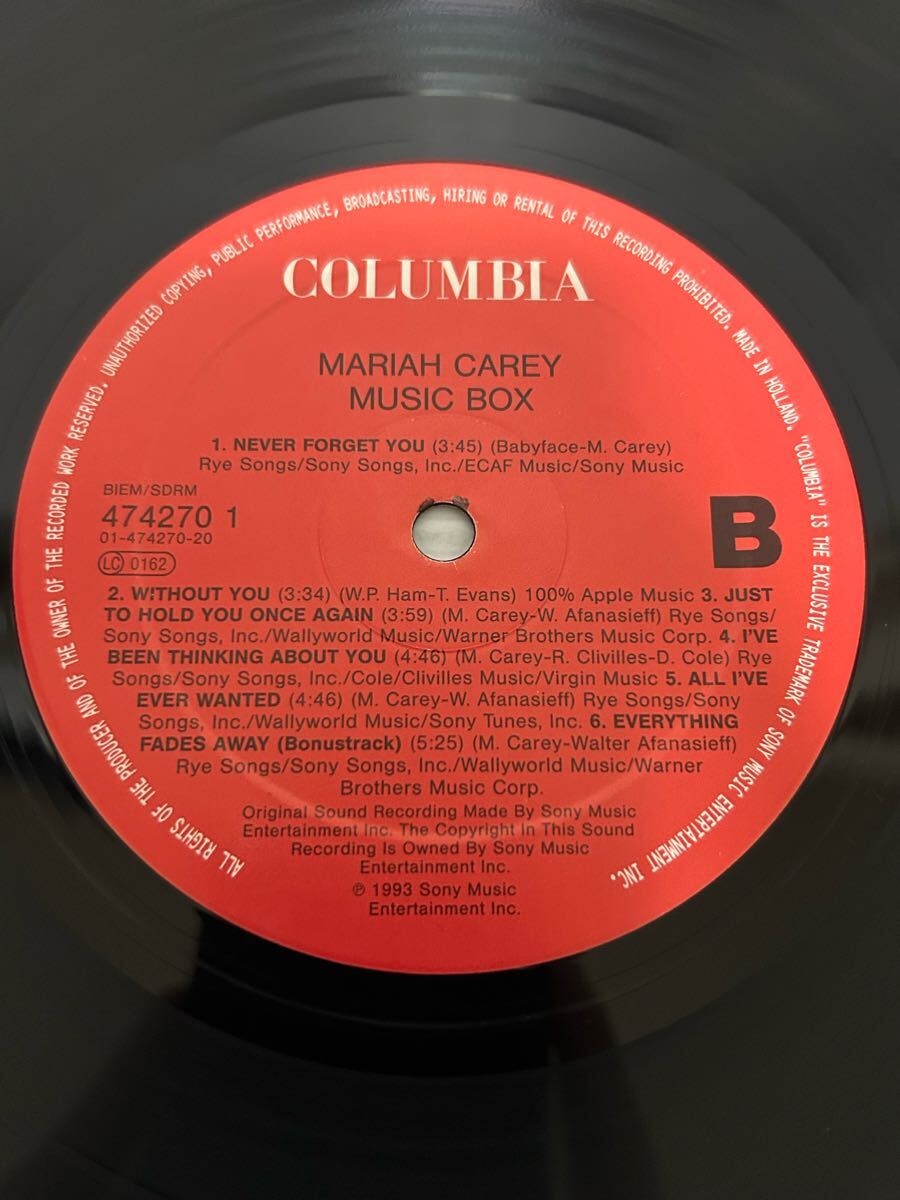 ALL RIGHTS OF THE PRODUCER AND OF THE OWNER OF THE RECORDED WORK RESERVED. UNAUTHORIZED COPYING, PUBLIC PERFORMANCE, BROADCASTING, HIRING OR RENTAL OF THIS RECORDING PROHIBITED. MADE IN HOLLAND. "COLUMBIA" IS THE EXCLUSIVE TRADEMARK OF SONY MUSIC ENTERTAINMENT INC.
COLUMBIA
MARIAH CAREY
MUSIC BOX
1. NEVER FORGET YOU (3:45) (Babyface-M. Carey)
Rye Songs/Sony Songs, Inc./ECAF Music/Sony Music
BIEM/SDRM
474270 1
01-474270-20
LC 0162
B
2. WITHOUT YOU (3:34) (W.P. Ham-T. Evans) 100% Apple Music 3. JUST
TO HOLD YOU ONCE AGAIN (3:59) (M. Carey-W. Afanasieff) Rye Songs/
Sony Songs, Inc./Wallyworld Music/Warner Brothers Music Corp. 4. I'VE
BEEN THINKING ABOUT YOU (4:46) (M. Carey-R. Clivilles-D. Cole) Rye
Songs/Sony Songs, Inc./Cole/Clivilles Music/Virgin Music 5. ALL I'VE
EVER WANTED (4:46) (M. Carey-W. Afanasieff) Rye Songs/Sony
Songs, Inc./Wallyworld Music/Sony Tunes, Inc. 6. EVERYTHING
FADES AWAY (Bonustrack) (5:25) (M. Carey-Walter Afanasieff)
Rye Songs/Sony Songs, Inc./Wallyworld Music/Warner
Brothers Music Corp.
Original Sound Recording Made By Sony Music
Entertainment Inc. The Copyright In This Sound
Recording Is Owned By Sony Music
Entertainment Inc.
℗ 1993 Sony Music
Entertainment Inc.